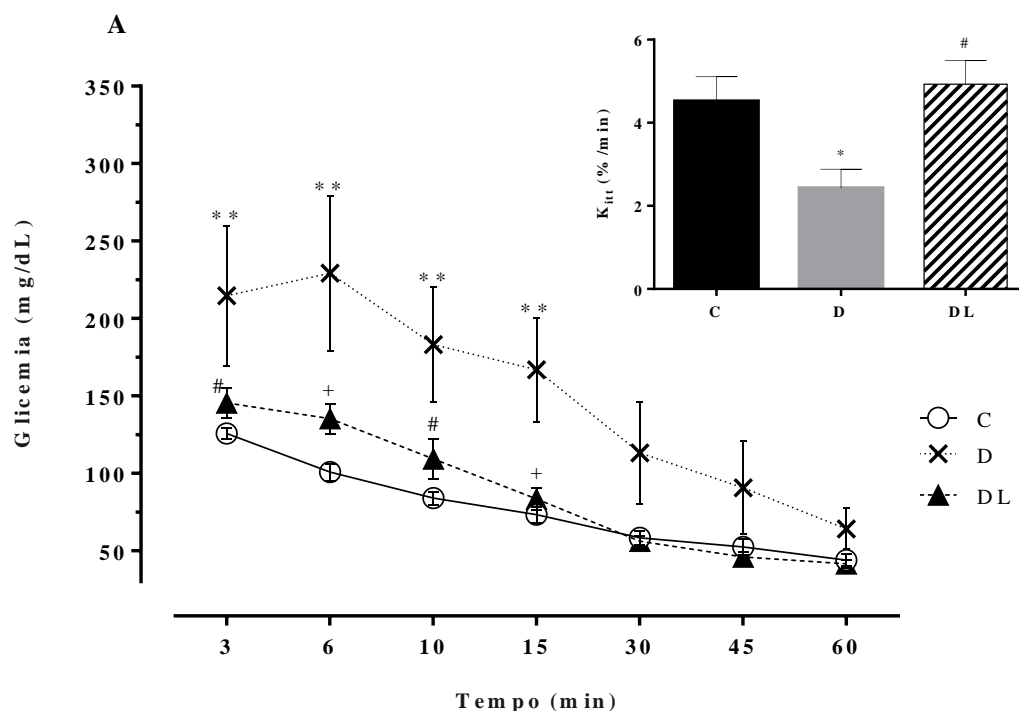 A
6
4
2
0
K itt (%/min)
*
#
C D DL
350
300
250
200
150
100
50
Glicemia (mg/dL)
** ** ** **
# + # +
C
D
DL
3 6 10 15 30 45 60
Tempo (min)